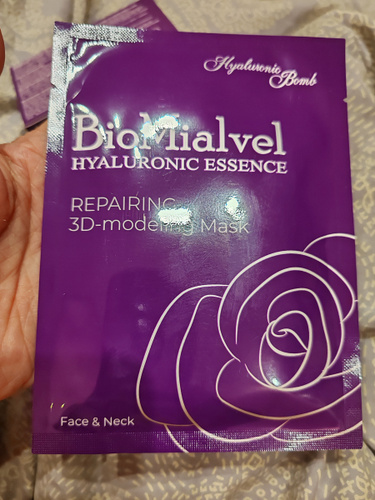 Hyaluronic
Bomb
BioMialvel
HYALURONIC ESSENCE
REPAIRING
3D-modeling Mask
Face & Neck